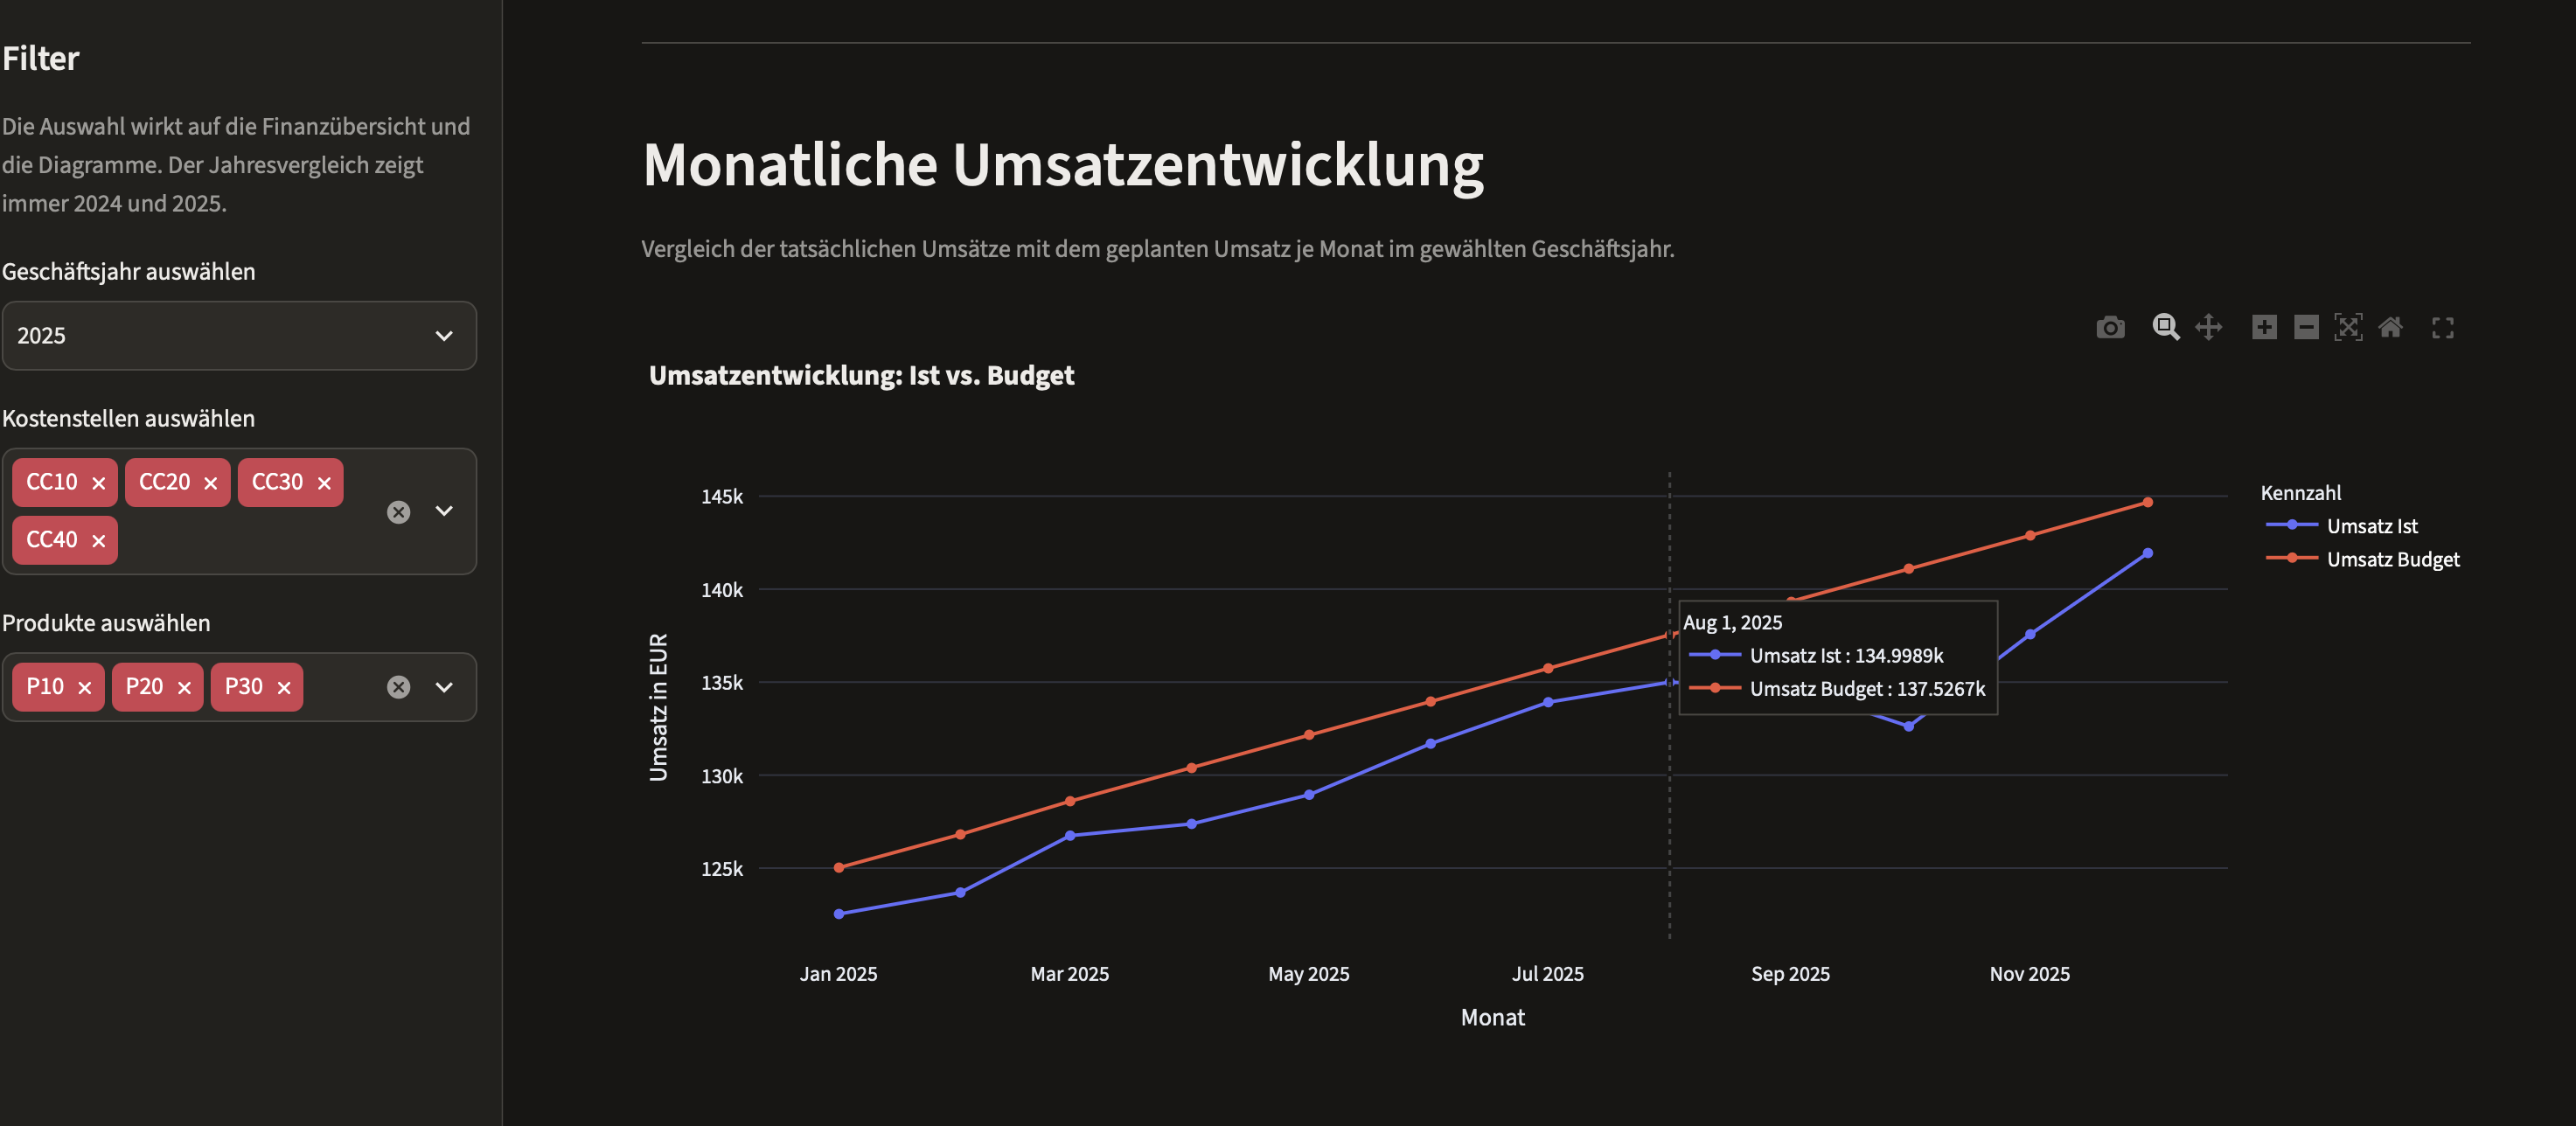 Filter
Die Auswahl wirkt auf die Finanzübersicht und
die Diagramme. Der Jahresvergleich zeigt
immer 2024 und 2025.
Geschäftsjahr auswählen
2025
Kostenstellen auswählen
CC10 × CC20 × CC30 ×
CC40 ×
Produkte auswählen
P10 × P20 × P30 ×
Monatliche Umsatzentwicklung
Vergleich der tatsächlichen Umsätze mit dem geplanten Umsatz je Monat im gewählten Geschäftsjahr.
Umsatzentwicklung: Ist vs. Budget
Umsatz in EUR
145k
140k
135k
130k
125k
Aug 1, 2025
Umsatz Ist : 134.9989k
Umsatz Budget : 137.5267k
Jan 2025 Mar 2025 May 2025 Jul 2025 Sep 2025 Nov 2025
Monat
Kennzahl
Umsatz Ist
Umsatz Budget